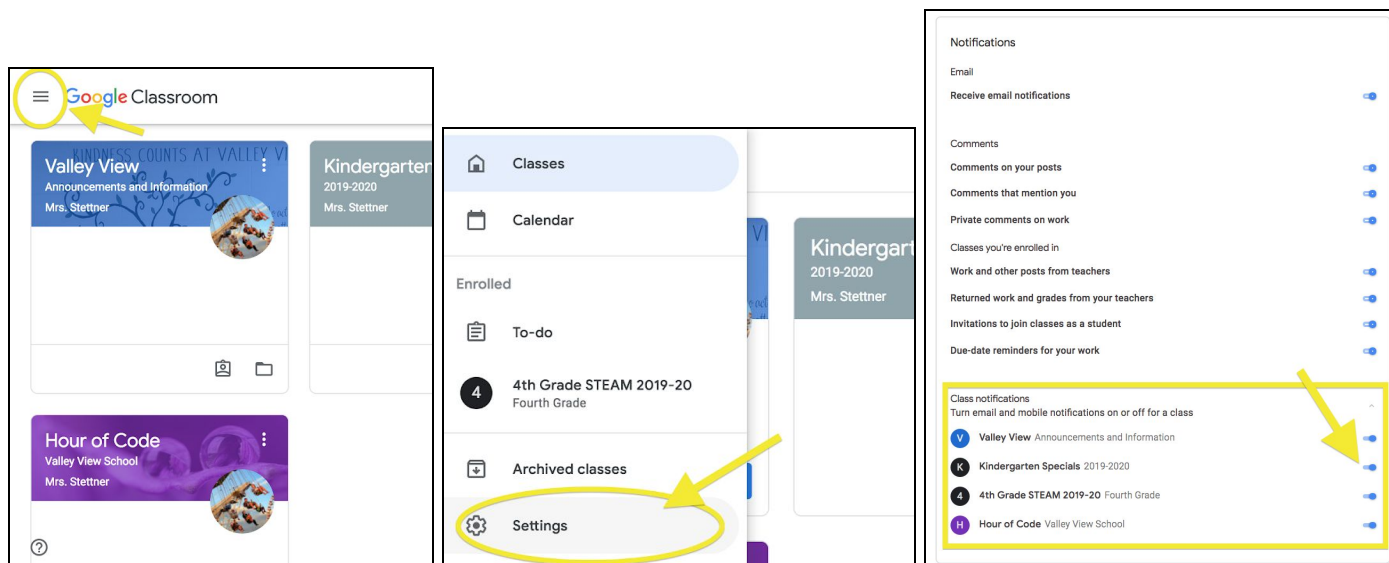 Google Classroom
KINDNESS COUNTS AT VALLEY VI
Valley View
Announcements and Information
Mrs. Stettner
Kindergarten
2019-2020
Mrs. Stettner
Hour of Code
Valley View School
Mrs. Stettner
Classes
Calendar
Enrolled
To-do
4
4th Grade STEAM 2019-20
Fourth Grade
Archived classes
Settings
VI
Kindergart
2019-2020
Mrs. Stettner
Notifications
Email
Receive email notifications
Comments
Comments on your posts
Comments that mention you
Private comments on work
Classes you're enrolled in
Work and other posts from teachers
Returned work and grades from your teachers
Invitations to join classes as a student
Due-date reminders for your work
Class notifications
Turn email and mobile notifications on or off for a class
V Valley View Announcements and Information
K Kindergarten Specials 2019-2020
4 4th Grade STEAM 2019-20 Fourth Grade
H Hour of Code Valley View School